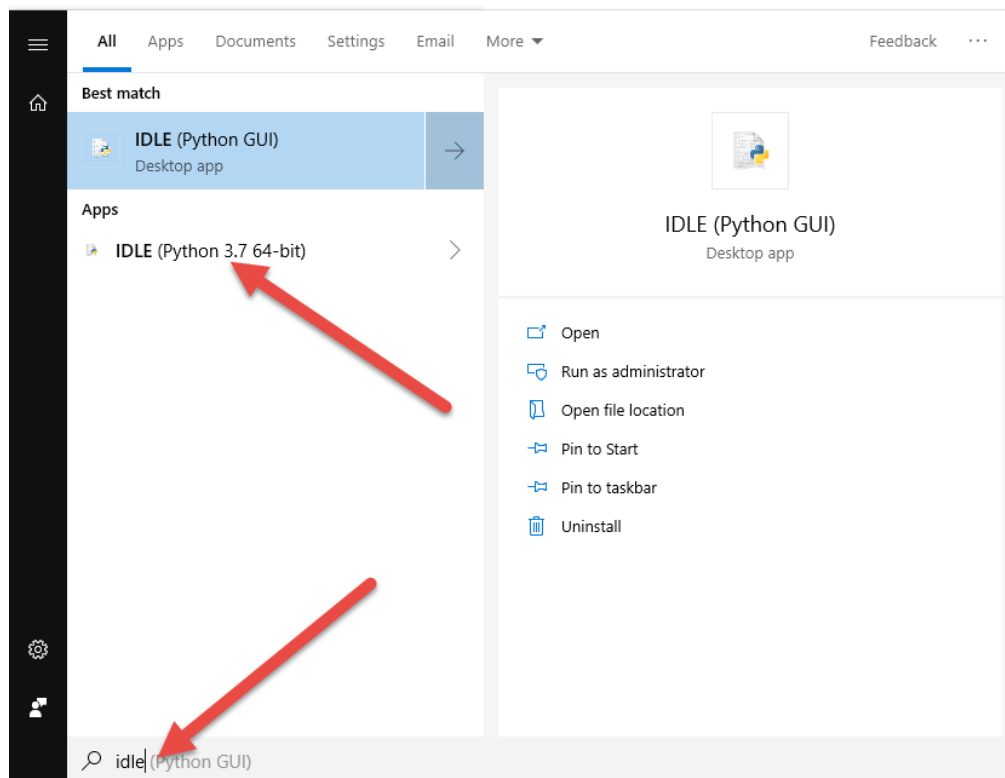 All Apps Documents Settings Email More Feedback ...
Best match
IDLE (Python GUI)
Desktop app
Apps
IDLE (Python 3.7 64-bit)
IDLE (Python GUI)
Desktop app
Open
Run as administrator
Open file location
Pin to Start
Pin to taskbar
Uninstall
idle (Python GUI)